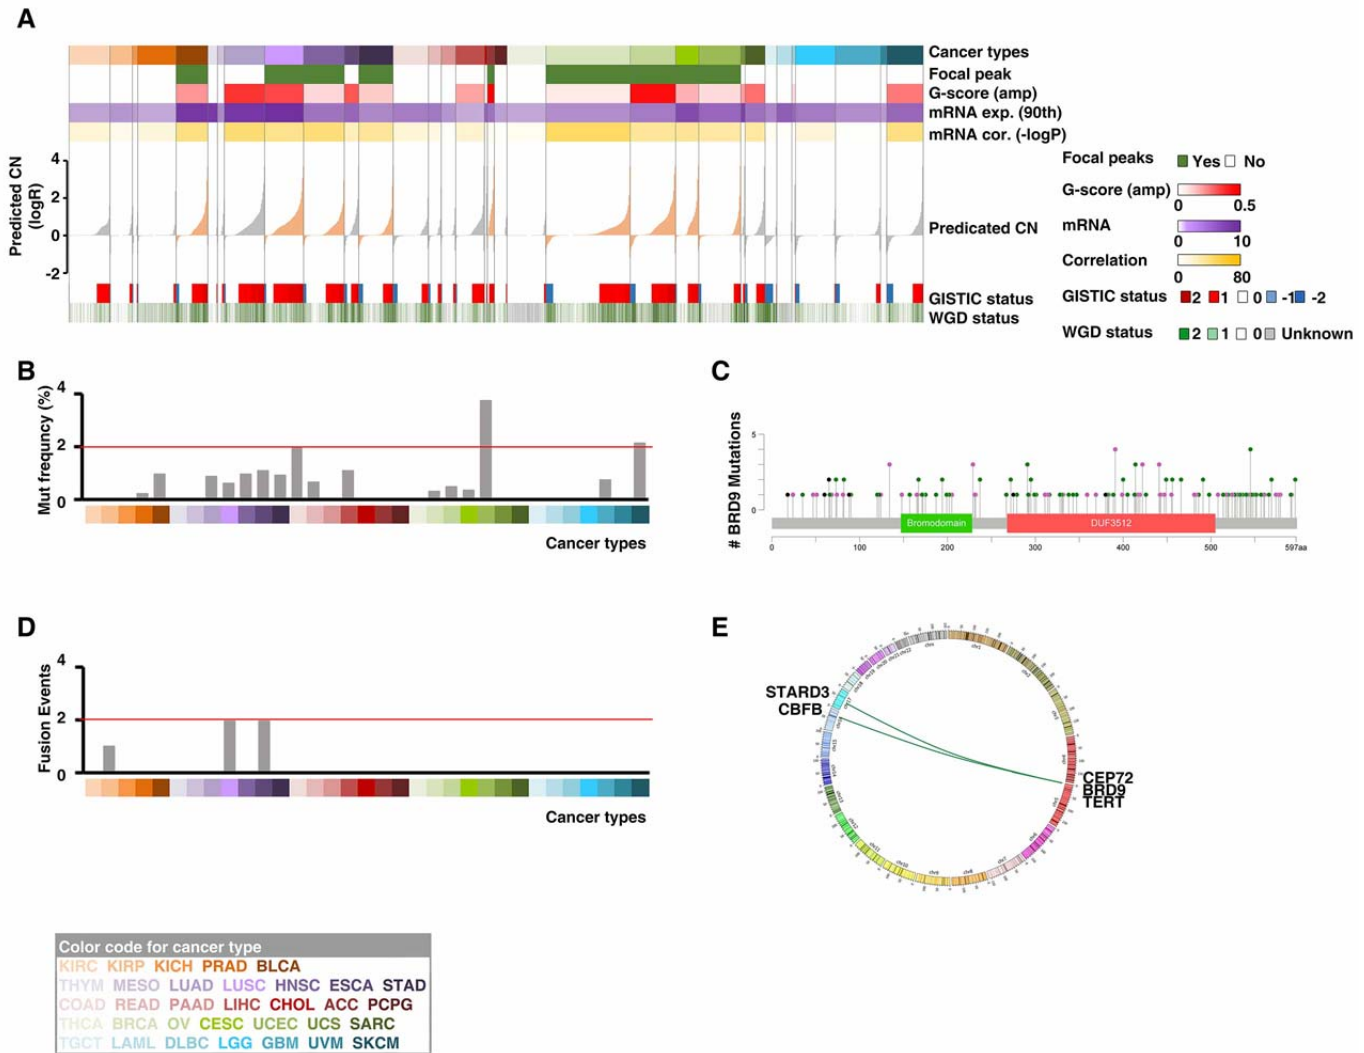 A
Cancer types
Focal peak
G-score (amp)
mRNA exp. (90th)
mRNA cor. (-logP)
4
2
0
-2
Predicted CN
(logR)
Predicated CN
GISTIC status
WGD status
Focal peaks Yes No
G-score (amp)
0 0.5
mRNA
0 10
Correlation
0 80
GISTIC status 2 1 0 -1 -2
WGD status 2 1 0 Unknown
B
Mut frequncy (%)
4
2
0
Cancer types
C
# BRD9 Mutations
5
0
Bromodomain
DUF3512
0 100 200 300 400 500 597aa
D
Fusion Events
4
2
0
Cancer types
E
STARD3
CBFB
CEP72
BRD9
TERT
Color code for cancer type
KIRC KIRP KICH PRAD BLCA
THYM MESO LUAD LUSC HNSC ESCA STAD
COAD READ PAAD LIHC CHOL ACC PCPG
THCA BRCA OV CESC UCEC UCS SARC
TGCT LAML DLBC LGG GBM UVM SKCM